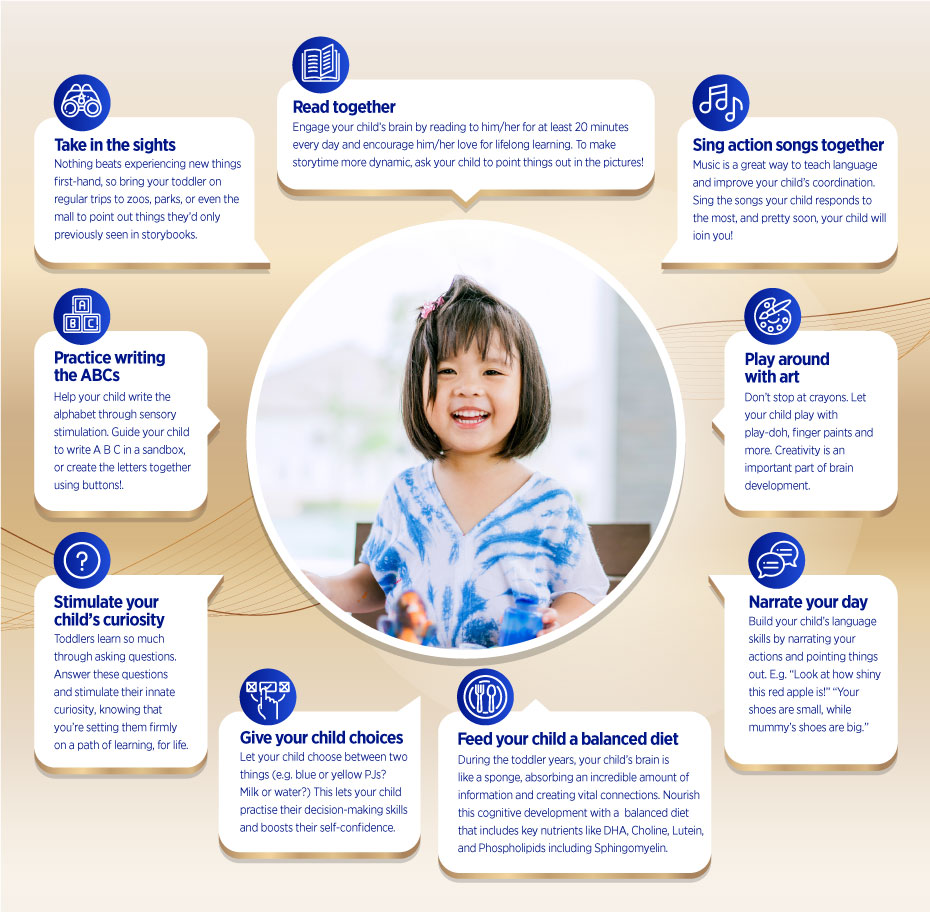 Read together
Engage your child's brain by reading to him/her for at least 20 minutes
every day and encourage him/her love for lifelong learning. To make
storytime more dynamic, ask your child to point things out in the pictures!
Take in the sights
Nothing beats experiencing new things
first-hand, so bring your toddler on
regular trips to zoos, parks, or even the
mall to point out things they'd only
previously seen in storybooks.
Sing action songs together
Music is a great way to teach language
and improve your child's coordination.
Sing the songs your child responds to
the most, and pretty soon, your child will
ioin you!
A
B C
Practice writing
the ABCs
Help your child write the
alphabet through sensory
stimulation. Guide your child
to write A B C in a sandbox,
or create the letters together
using buttons!.
Play around
with art
Don't stop at crayons. Let
your child play with
play-doh, finger paints and
more. Creativity is an
important part of brain
development.
?
Stimulate your
child's curiosity
Toddlers learn so much
through asking questions.
Answer these questions
and stimulate their innate
curiosity, knowing that
you're setting them firmly
on a path of learning, for life.
Narrate your day
Build your child's language
skills by narrating your
actions and pointing things
out. E.g. "Look at how shiny
this red apple is!" "Your
shoes are small, while
mummy's shoes are big."
Give your child choices
Let your child choose between two
things (e.g. blue or yellow PJs?
Milk or water?) This lets your child
practise their decision-making skills
and boosts their self-confidence.
Feed your child a balanced diet
During the toddler years, your child's brain is
like a sponge, absorbing an incredible amount of
information and creating vital connections. Nourish
this cognitive development with a balanced diet
that includes key nutrients like DHA, Choline, Lutein,
and Phospholipids including Sphingomyelin.